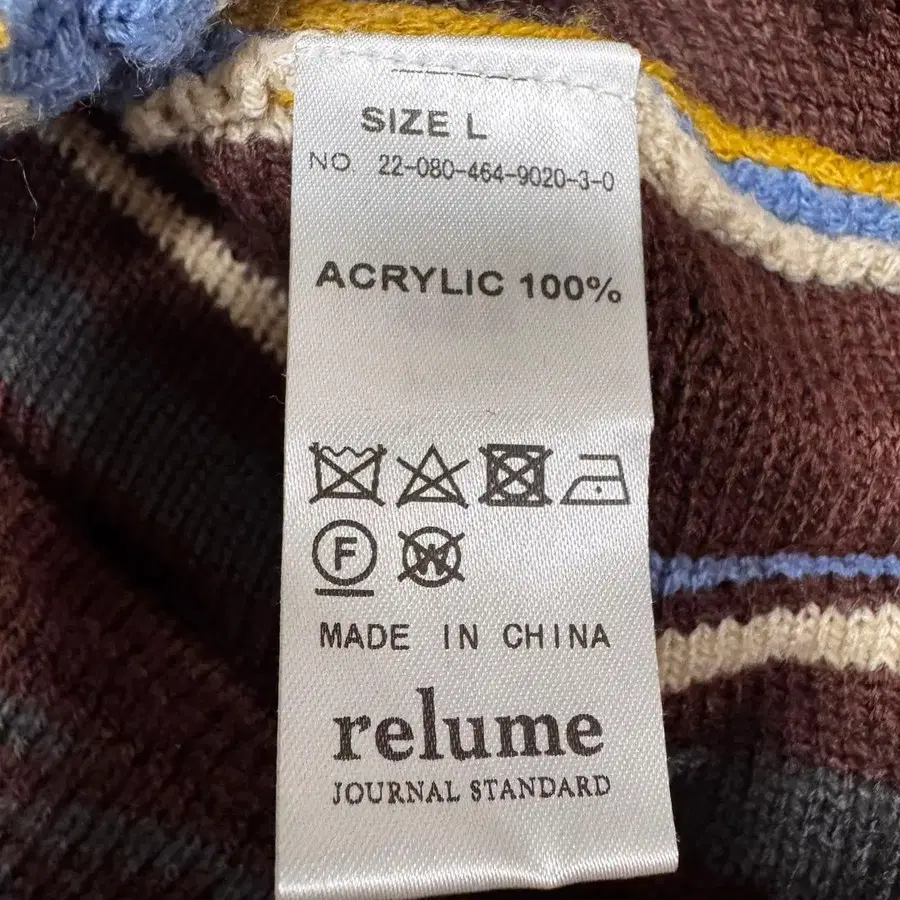 SIZE L
NO. 22-080-464-9020-3-0
ACRYLIC 100%
F W
MADE IN CHINA
relume
JOURNAL STANDARD